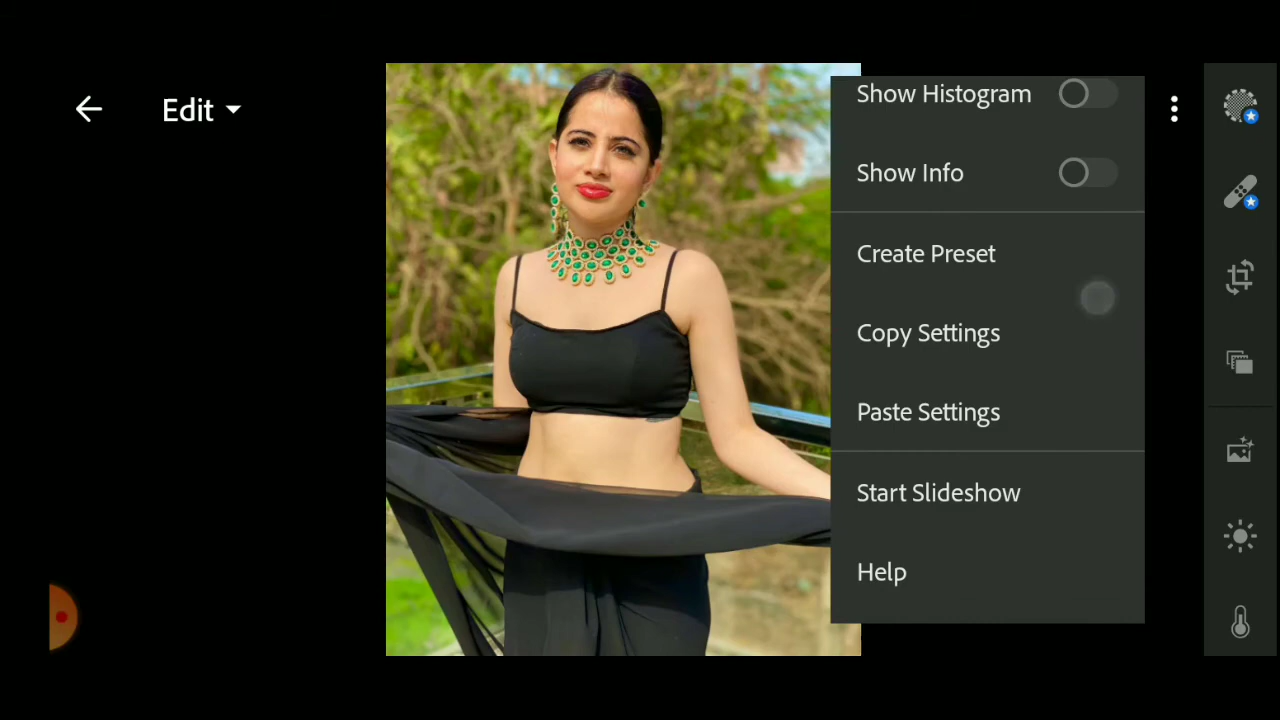 Edit
Show Histogram
Show Info
Create Preset
Copy Settings
Paste Settings
Start Slideshow
Help